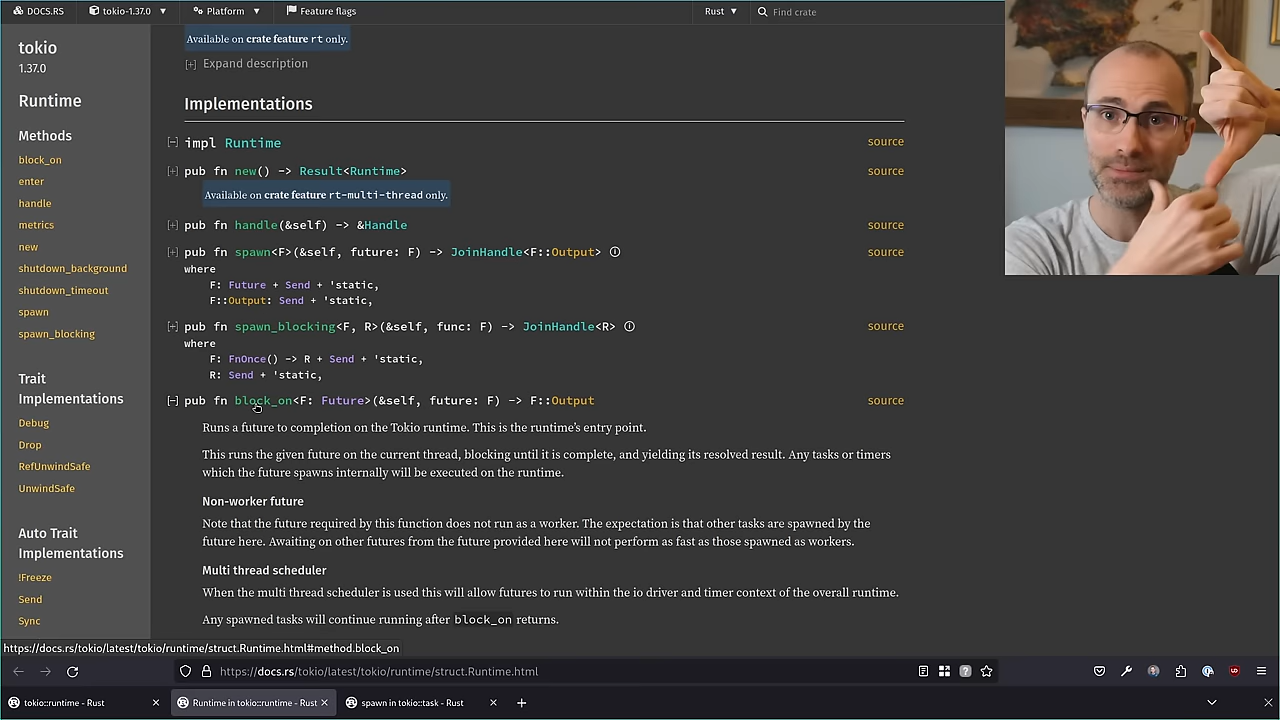 DOCS.RS tokio-1.37.0 Platform Feature flags Rust Find crate
tokio
1.37.0
Runtime
Methods
block_on
enter
handle
metrics
new
shutdown_background
shutdown_timeout
spawn
spawn_blocking
Trait
Implementations
Debug
Drop
RefUnwindSafe
UnwindSafe
Auto Trait
Implementations
!Freeze
Send
Sync
Available on crate feature rt only.
[+] Expand description
Implementations
[-] impl Runtime source
[+] pub fn new() -> Result<Runtime> source
Available on crate feature rt-multi-thread only.
[+] pub fn handle(&self) -> &Handle source
[+] pub fn spawn<F>(&self, future: F) -> JoinHandle<F::Output> ⓘ source
where
F: Future + Send + 'static,
F::Output: Send + 'static,
[+] pub fn spawn_blocking<F, R>(&self, func: F) -> JoinHandle<R> ⓘ source
where
F: FnOnce() -> R + Send + 'static,
R: Send + 'static,
[-] pub fn block_on<F: Future>(&self, future: F) -> F::Output source
Runs a future to completion on the Tokio runtime. This is the runtime's entry point.
This runs the given future on the current thread, blocking until it is complete, and yielding its resolved result. Any tasks or timers
which the future spawns internally will be executed on the runtime.
Non-worker future
Note that the future required by this function does not run as a worker. The expectation is that other tasks are spawned by the
future here. Awaiting on other futures from the future provided here will not perform as fast as those spawned as workers.
Multi thread scheduler
When the multi thread scheduler is used this will allow futures to run within the io driver and timer context of the overall runtime.
Any spawned tasks will continue running after block_on returns.
https://docs.rs/tokio/latest/tokio/runtime/struct.Runtime.html#method.block_on
https://docs.rs/tokio/latest/tokio/runtime/struct.Runtime.html
tokio::runtime - Rust Runtime in tokio::runtime - Rust spawn in tokio::task - Rust